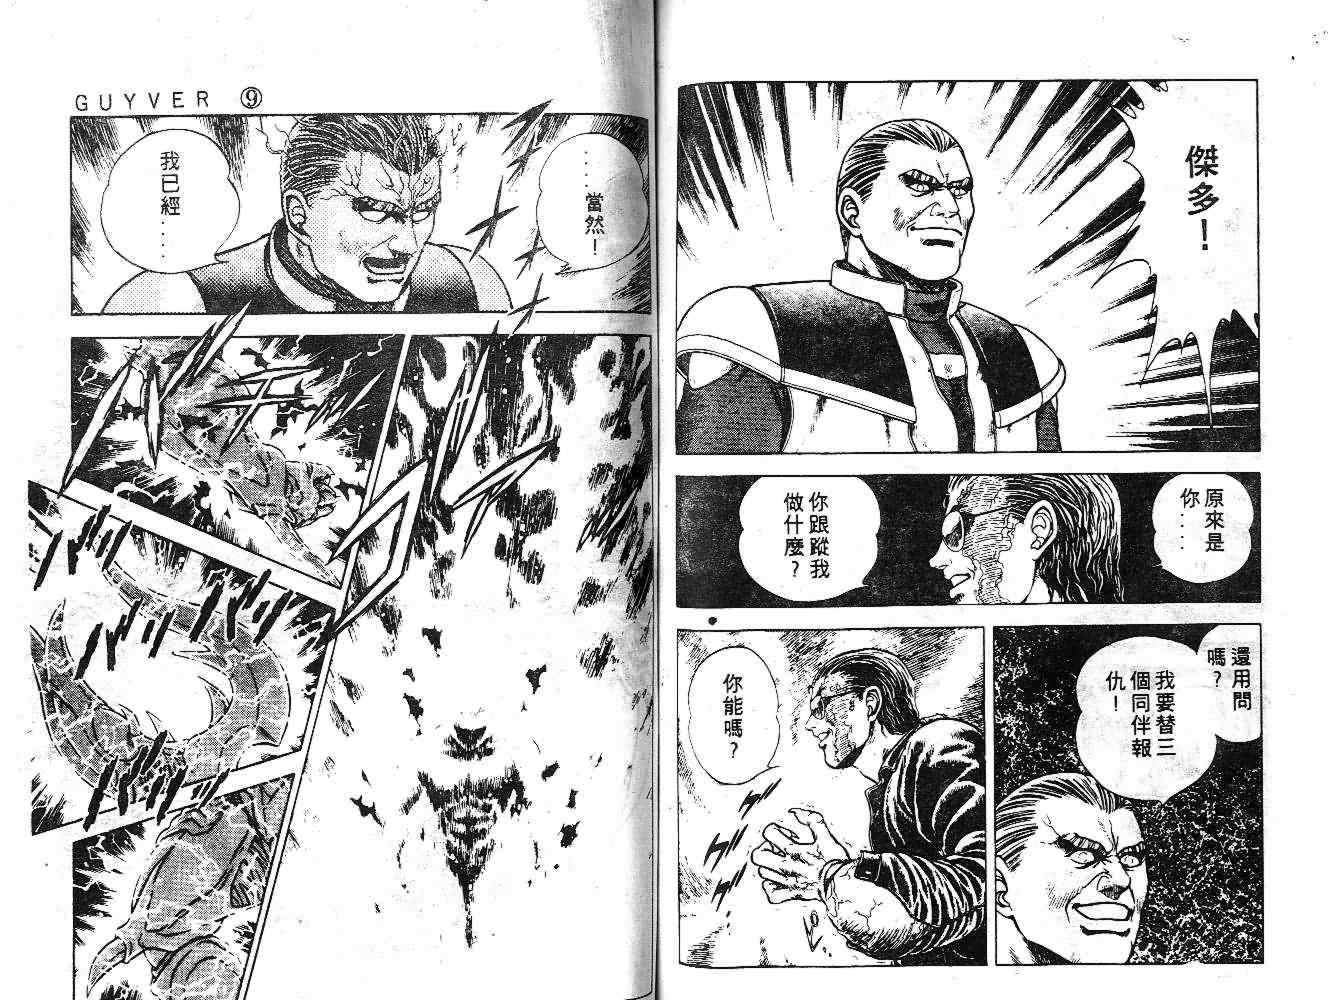 傑多！
原來是
你‥‥
你跟蹤我
做什麼？
還用問
嗎？
我要替三
個同伴報
仇！
你能嗎？
GUYVER ⑨
‥‥當然！
我已經‥‥